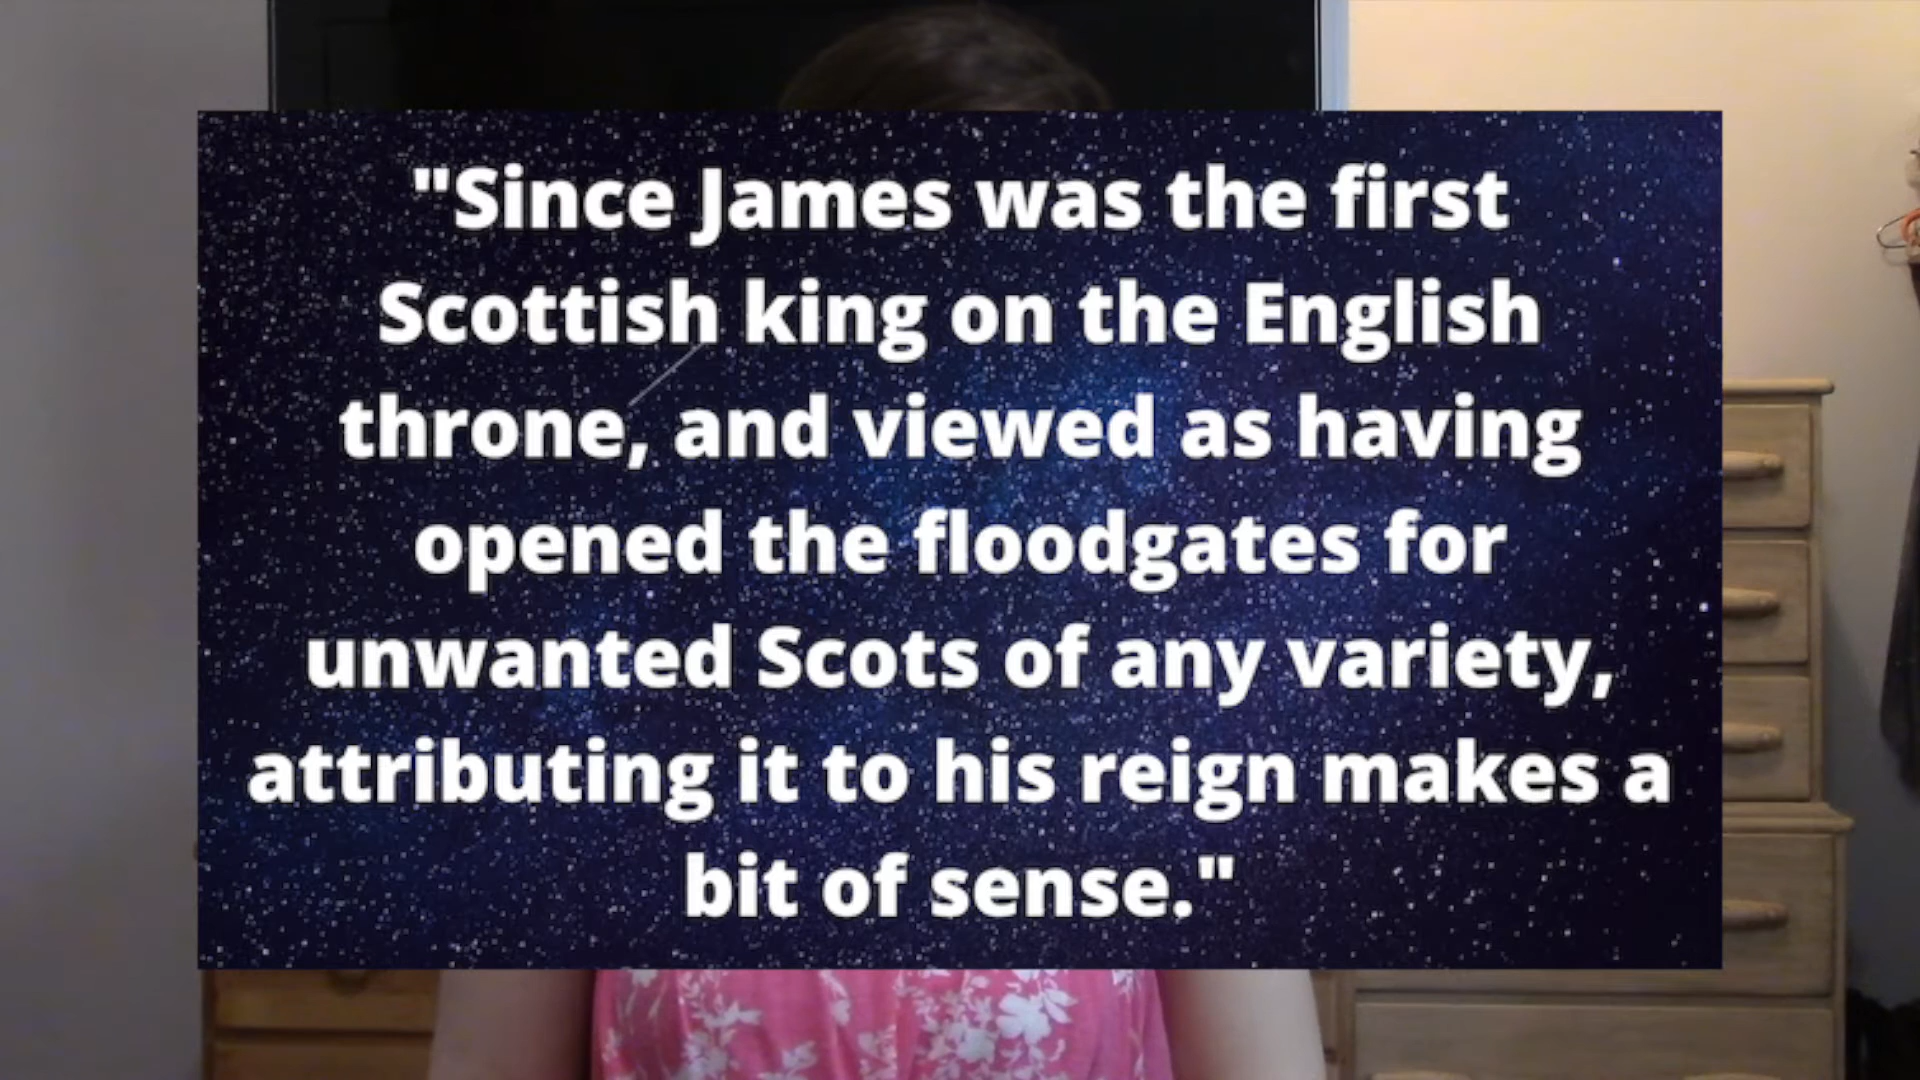 "Since James was the first
Scottish king on the English
throne, and viewed as having
opened the floodgates for
unwanted Scots of any variety,
attributing it to his reign makes a
bit of sense."